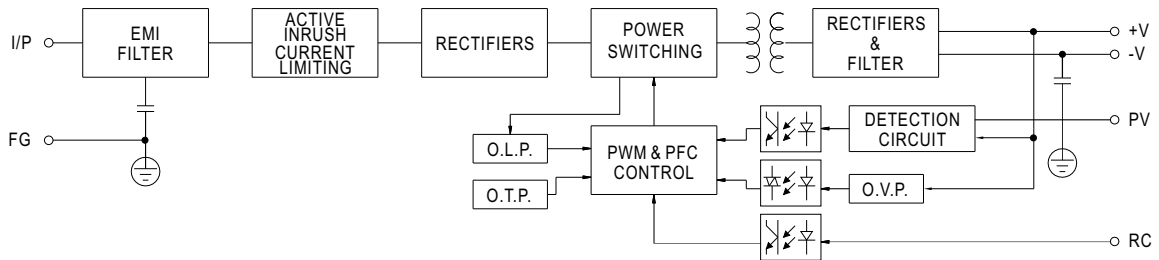 I/P
EMI
FILTER
ACTIVE
INRUSH
CURRENT
LIMITING
RECTIFIERS
POWER
SWITCHING
RECTIFIERS
&
FILTER
+V
-V
FG
O.L.P.
O.T.P.
PWM & PFC
CONTROL
DETECTION
CIRCUIT
PV
O.V.P.
RC